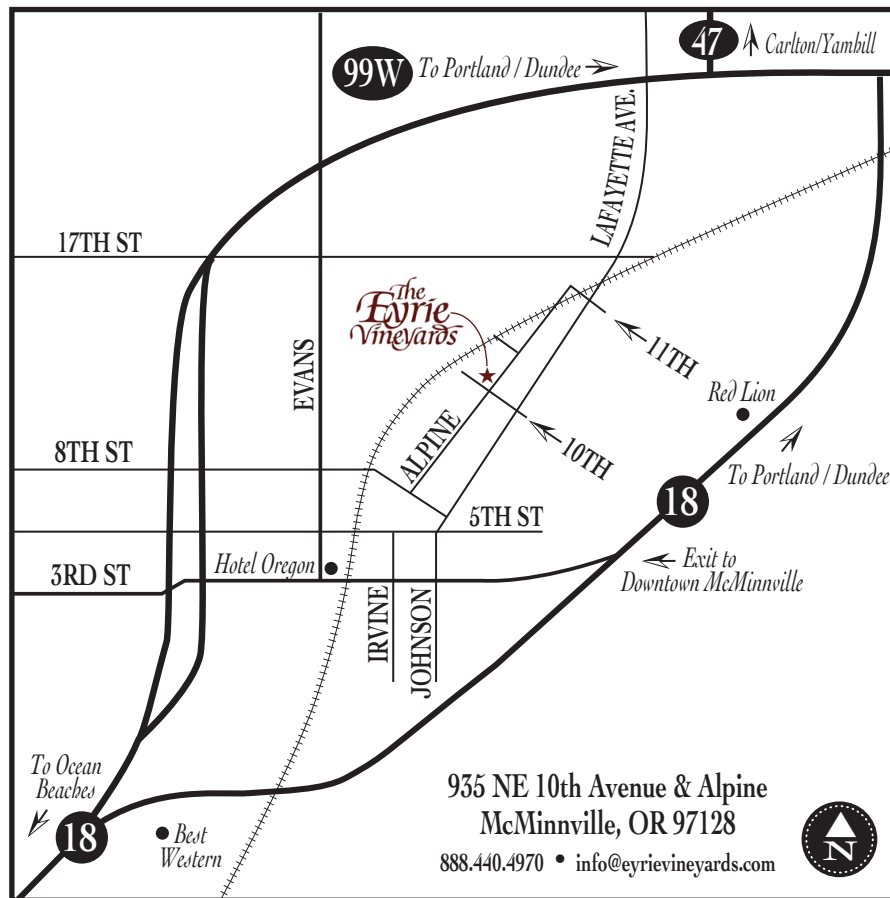 47
Carlton/Yamhill
99W
To Portland / Dundee
LAFAYETTE AVE.
17TH ST
The
Eyrie
Vineyards
EVANS
11TH
Red Lion
ALPINE
10TH
8TH ST
To Portland / Dundee
18
5TH ST
Hotel Oregon
3RD ST
Exit to
Downtown McMinnville
IRVINE
JOHNSON
To Ocean
Beaches
18
Best
Western
935 NE 10th Avenue & Alpine
McMinnville, OR 97128
888.440.4970 • info@eyrievineyards.com
N